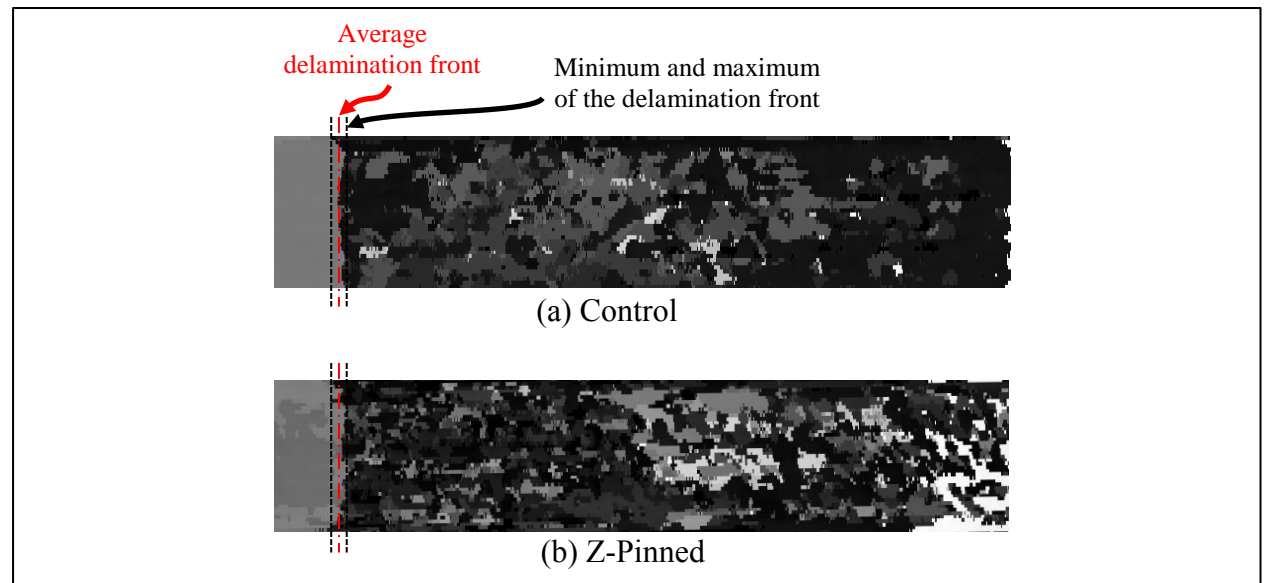 Average
delamination front
Minimum and maximum
of the delamination front
(a) Control
(b) Z-Pinned